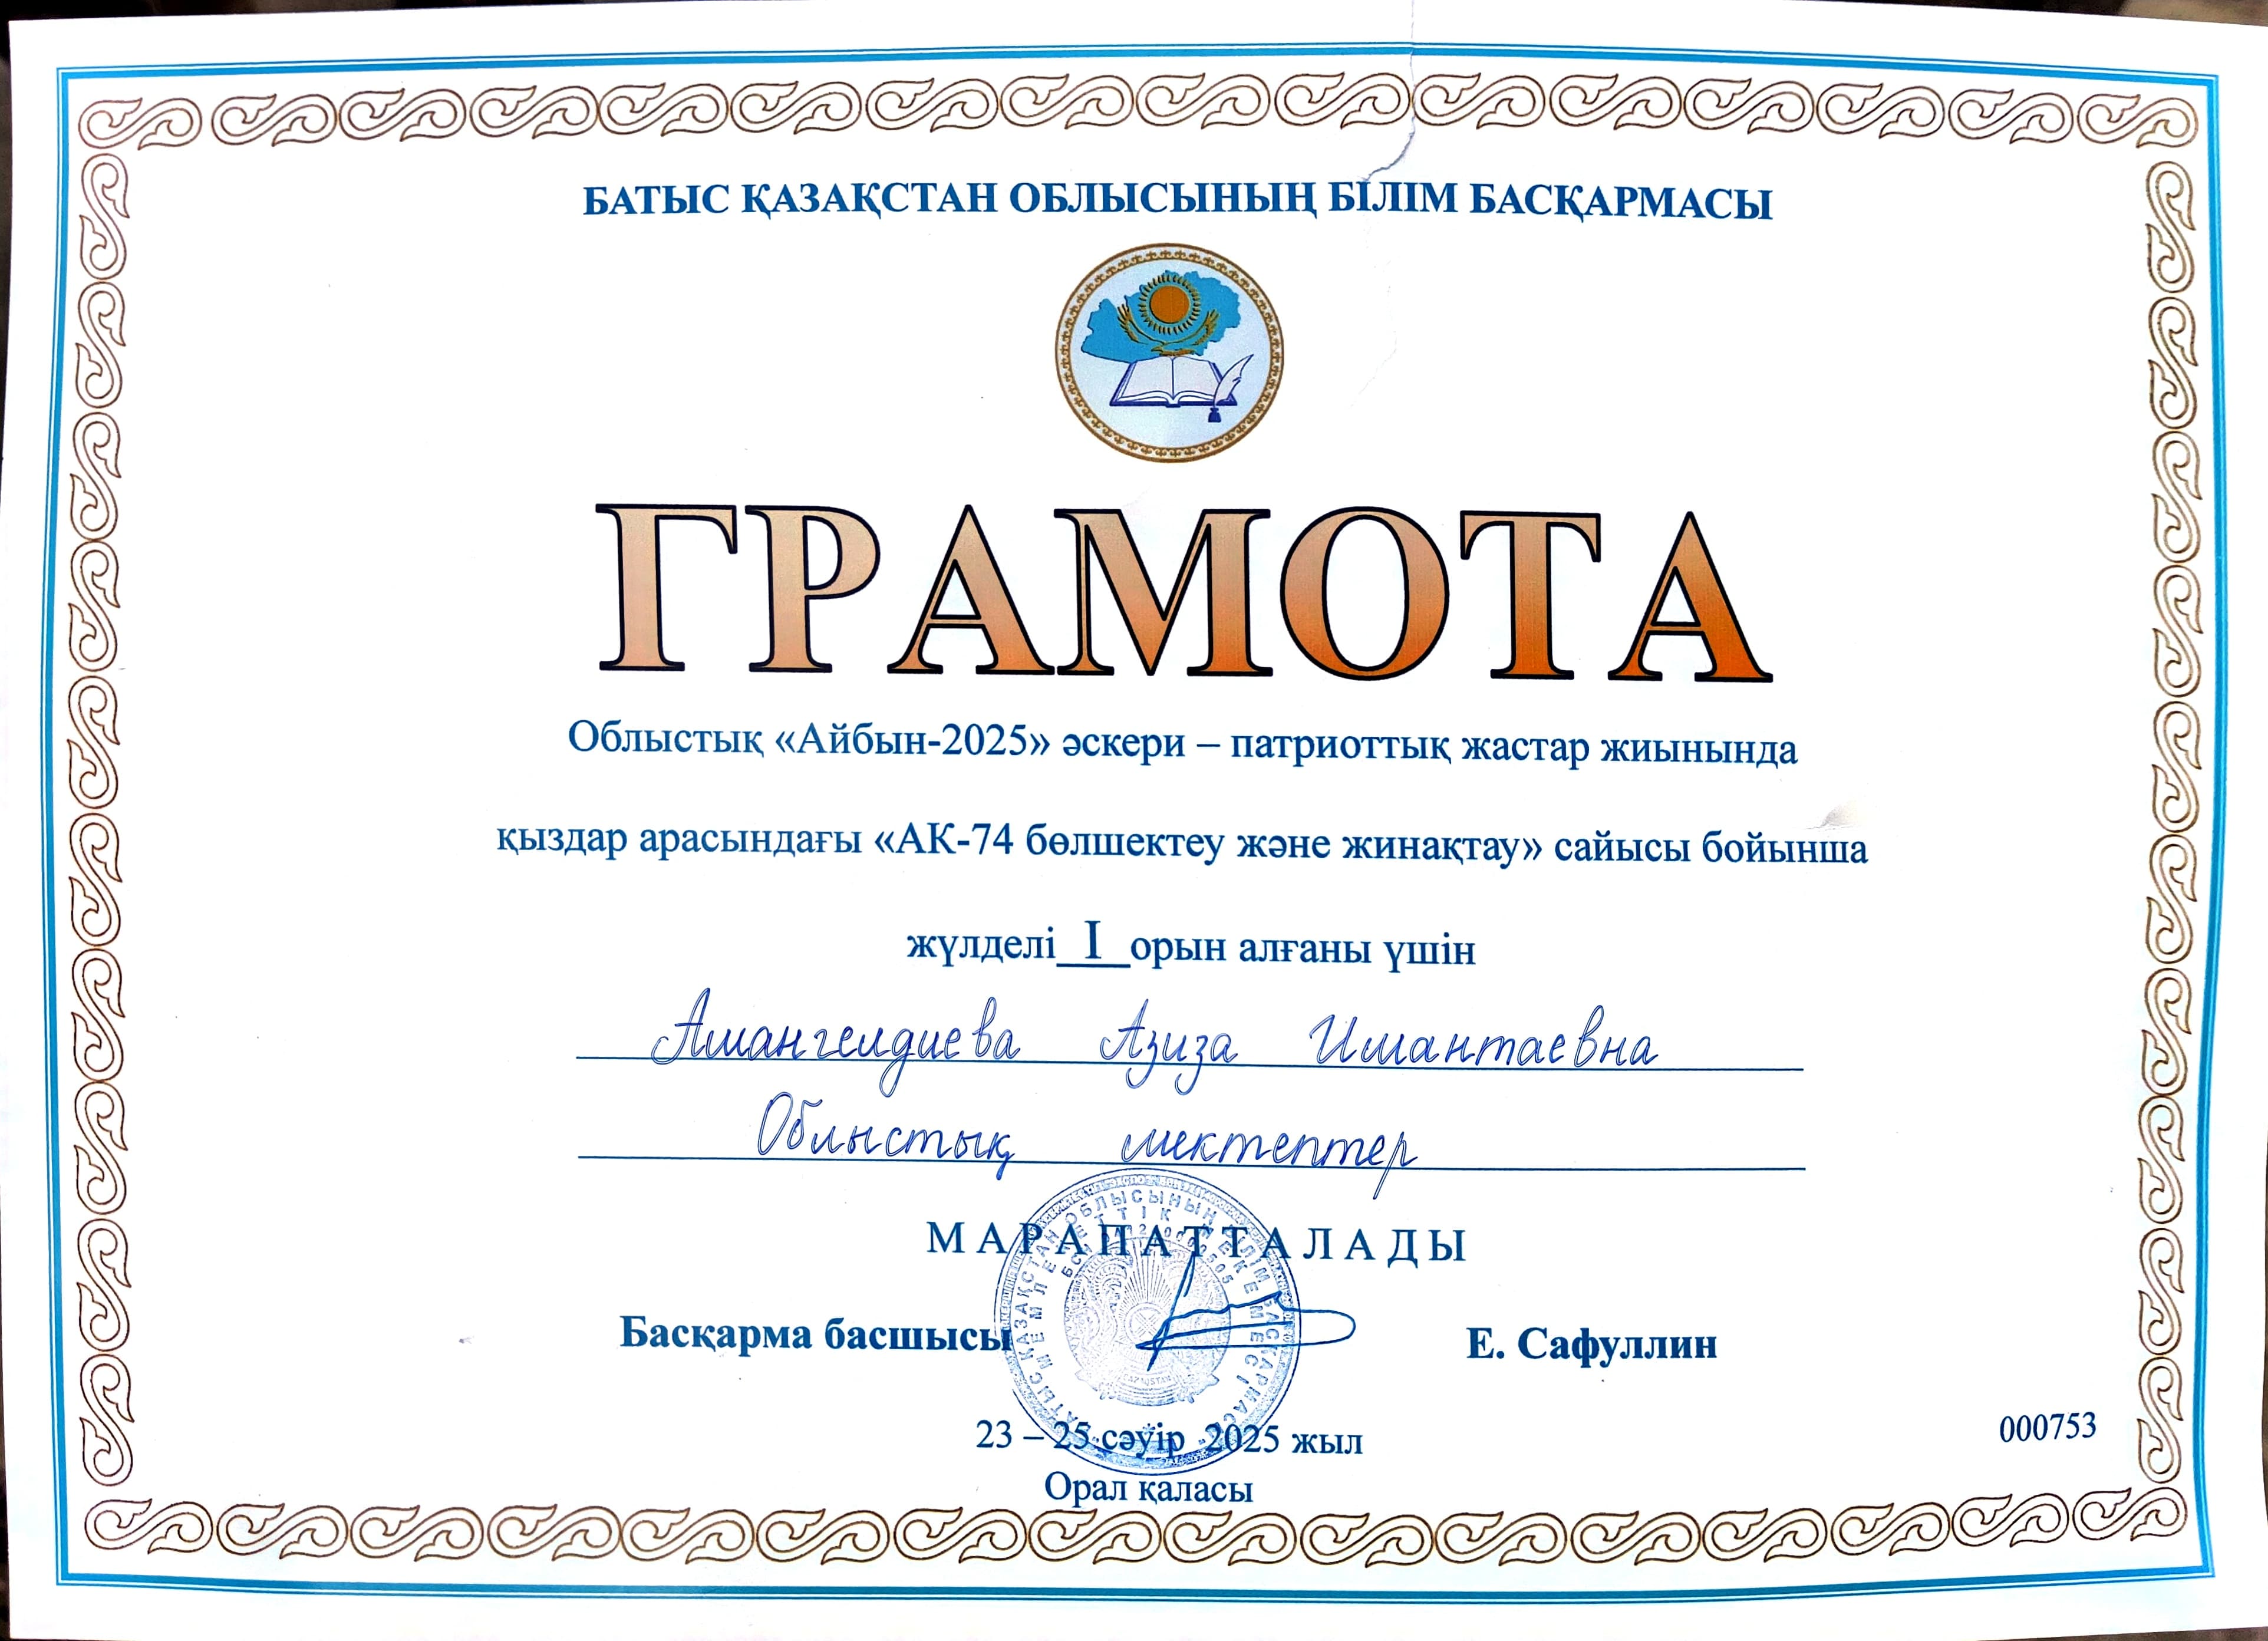 БАТЫС ҚАЗАҚСТАН ОБЛЫСЫНЫҢ БІЛІМ БАСҚАРМАСЫ
ГРАМОТА
Облыстық «Айбын-2025» әскери – патриоттық жастар жиынында
қыздар арасындағы «АК-74 бөлшектеу және жинақтау» сайысы бойынша
жүлделі I орын алғаны үшін
Амангелдиева Азиза Имантаевна
Облыстық мектептер
МАРАПАТТАЛАДЫ
Басқарма басшысы Е. Сафуллин
23 – 25 сәуір 2025 жыл
000753
Орал қаласы